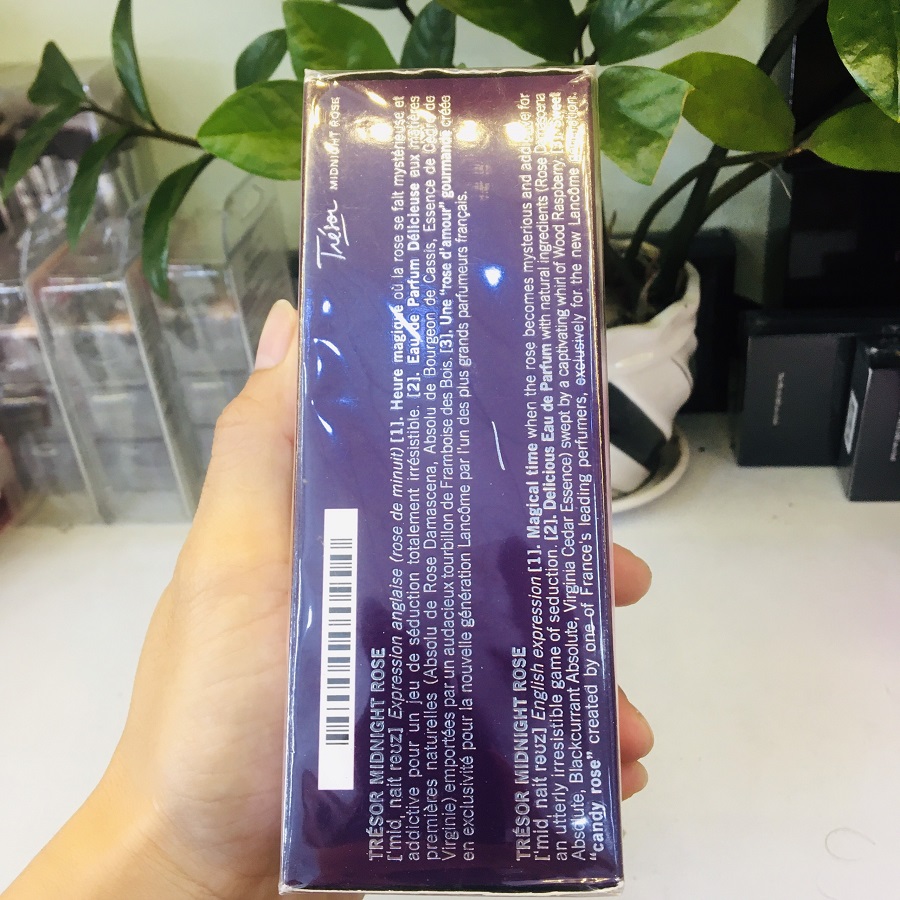 Trésor MIDNIGHT ROSE
TRÉSOR MIDNIGHT ROSE
['mid, nait rəuz] Expression anglaise (rose de minuit) [1]. Heure magique où la rose se fait mystérieuse et
addictive pour un jeu de séduction totalement irrésistible. [2]. Eau de Parfum Délicieuse aux matières
premières naturelles (Absolu de Rose Damascena, Absolu de Bourgeon de Cassis, Essence de Cèdre de
Virginie) emportées par un audacieux tourbillon de Framboise des Bois. [3]. Une "rose d'amour" gourmande créée
en exclusivité pour la nouvelle génération Lancôme par l'un des plus grands parfumeurs français.
TRÉSOR MIDNIGHT ROSE
['mid, nait rəuz] English expression [1]. Magical time when the rose becomes mysterious and addictive for
an utterly irresistible game of seduction. [2]. Delicious Eau de Parfum with natural ingredients (Rose Damascena
Absolute, Blackcurrant Absolute, Virginia Cedar Essence) swept by a captivating whirl of Wood Raspberry. [3]. Sweet
"candy rose" created by one of France's leading perfumers, exclusively for the new Lancôme generation.